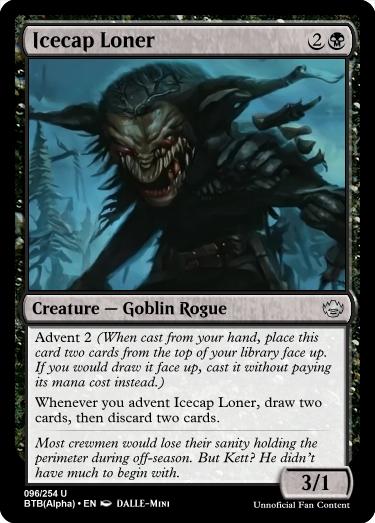 Icecap Loner 2
Creature — Goblin Rogue
Advent 2 (When cast from your hand, place this
card two cards from the top of your library face up.
If you would draw it face up, cast it without paying
its mana cost instead.)
Whenever you advent Icecap Loner, draw two
cards, then discard two cards.
Most crewmen would lose their sanity holding the
perimeter during off-season. But Kett? He didn't
have much to begin with.
3/1
096/254 U
BTB(Alpha) • EN DALLE-Mini
Unofficial Fan Content